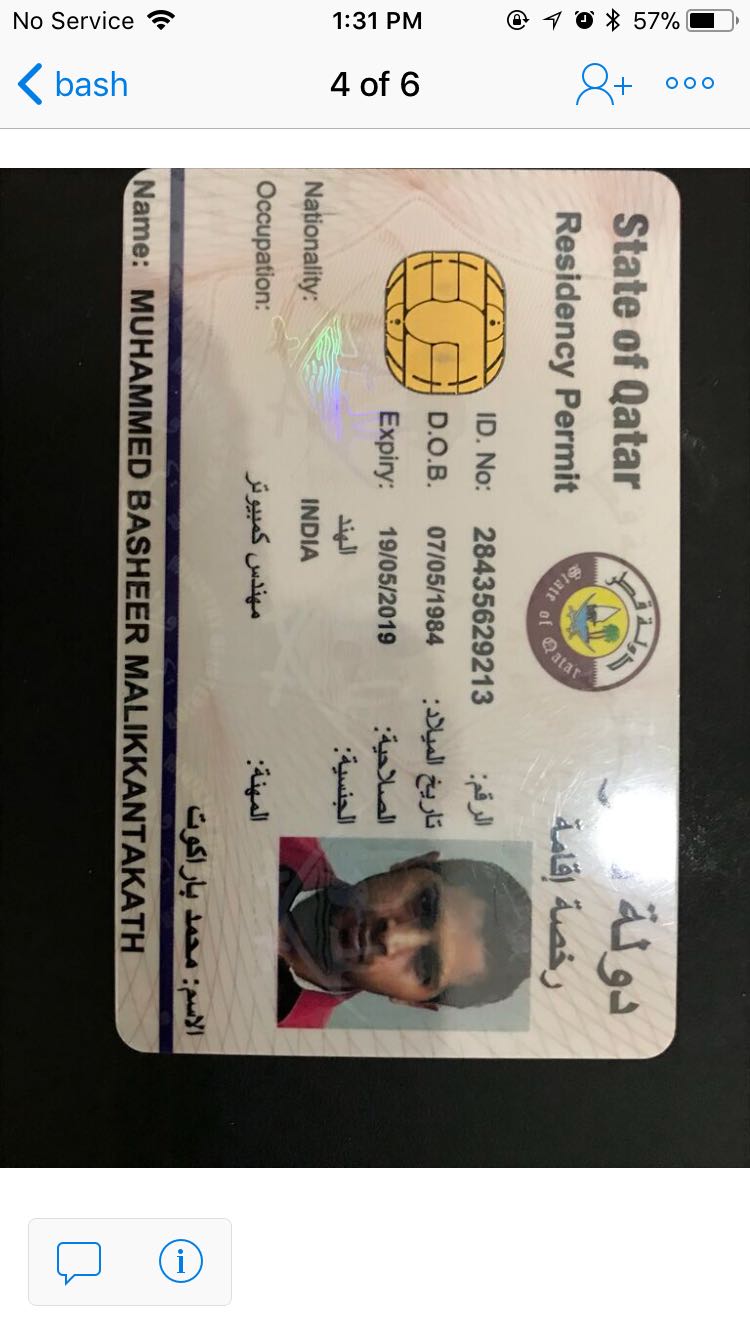 No Service 1:31 PM 57%
bash 4 of 6
State of Qatar دولة
Residency Permit رخصة إقامة
دولة قطر
State of Qatar
ID. No: 28435629213 الرقم:
D.O.B. 07/05/1984 تاريخ الميلاد:
Expiry: 19/05/2019 الصلاحية:
الهند الجنسية:
Nationality: INDIA
Occupation: مهندس كمبيوتر المهنة:
الاسم: محمد باراكوت
Name: MUHAMMED BASHEER MALIKKANTAKATH